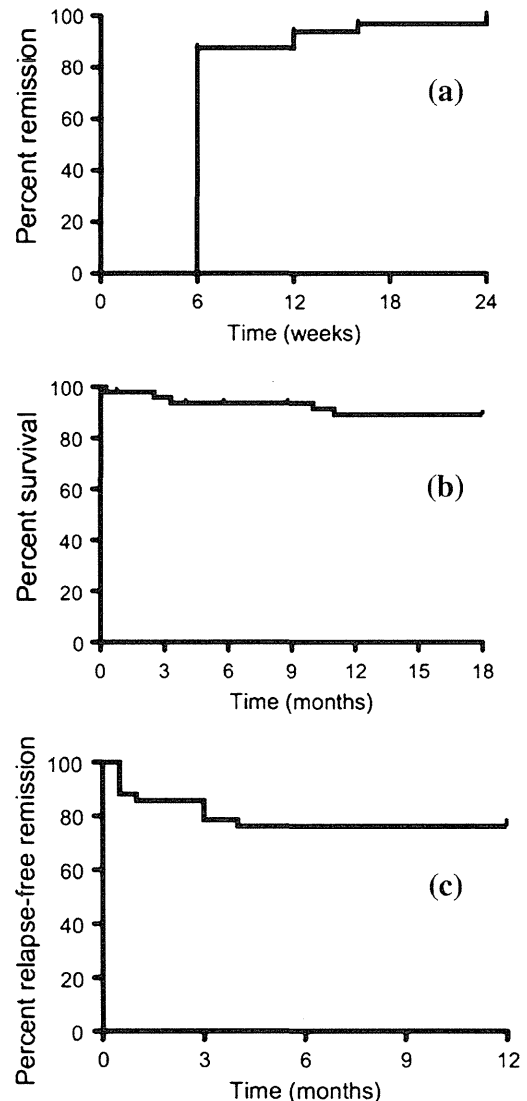 Percent remission
100
80
60
40
20
0
(a)
0 6 12 18 24
Time (weeks)
Percent survival
100
80
60
40
20
0
(b)
0 3 6 9 12 15 18
Time (months)
Percent relapse-free remission
100
80
60
40
20
0
(c)
0 3 6 9 12
Time (months)